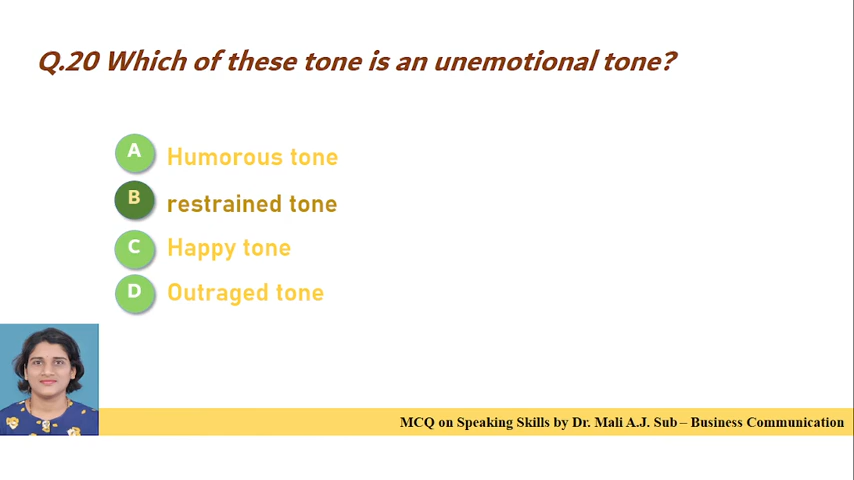 Q.20 Which of these tone is an unemotional tone?
A Humorous tone
B restrained tone
C Happy tone
D Outraged tone
MCQ on Speaking Skills by Dr. Mali A.J. Sub – Business Communication